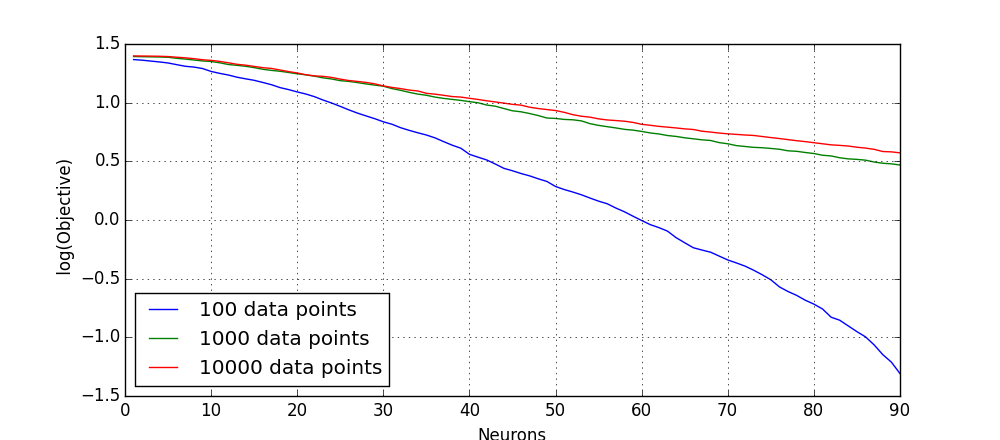 1.5
1.0
0.5
0.0
−0.5
−1.0
−1.5
log(Objective)
100 data points
1000 data points
10000 data points
0 10 20 30 40 50 60 70 80 90
Neurons